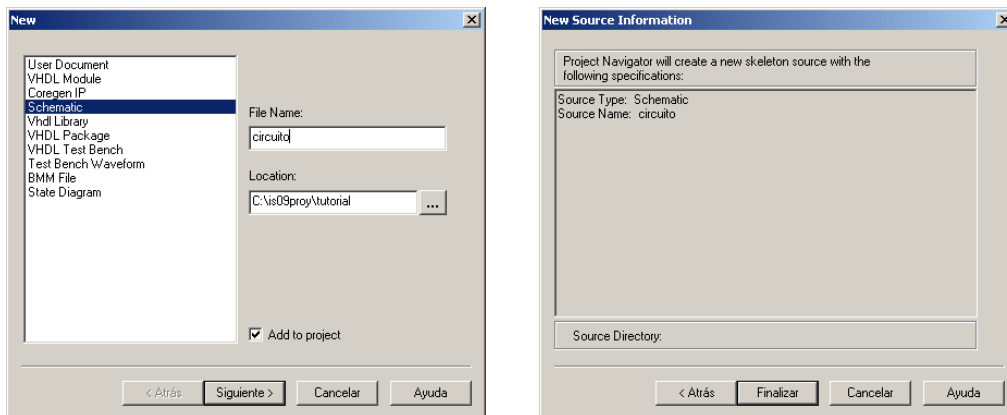 New
User Document
VHDL Module
Coregen IP
Schematic
Vhdl Library
VHDL Package
VHDL Test Bench
Test Bench Waveform
BMM File
State Diagram
File Name:
circuito
Location:
C:\is09proy\tutorial
...
Add to project
< Atrás
Siguiente >
Cancelar
Ayuda
New Source Information
Project Navigator will create a new skeleton source with the
following specifications:
Source Type: Schematic
Source Name: circuito
Source Directory:
< Atrás
Finalizar
Cancelar
Ayuda